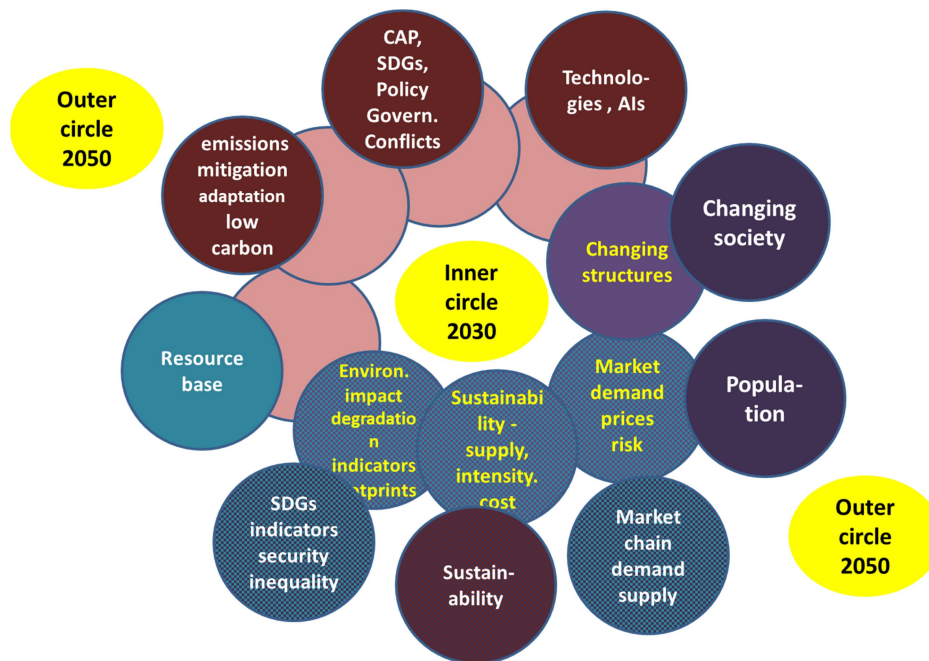 CAP,
SDGs,
Policy
Govern.
Conflicts
Technolo-
gies , AIs
Outer
circle
2050
emissions
mitigation
adaptation
low
carbon
Changing
society
Changing
structures
Inner
circle
2030
Resource
base
Environ.
impact
degradatio
n
indicators
otprints
Sustainabi
lity -
supply,
intensity.
cost
Market
demand
prices
risk
Popula-
tion
SDGs
indicators
security
inequality
Sustain-
ability
Market
chain
demand
supply
Outer
circle
2050